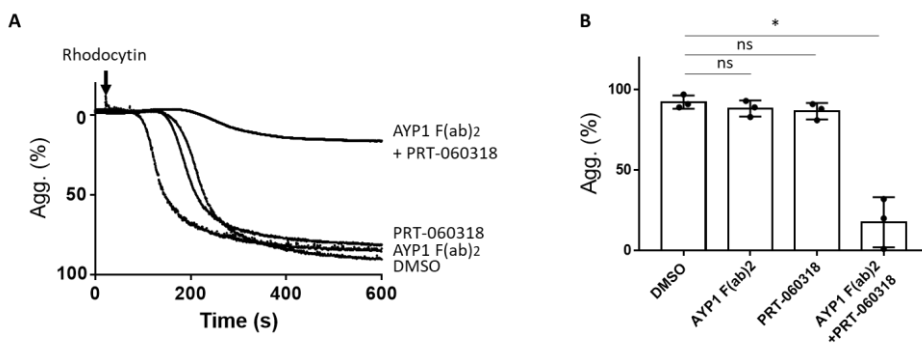 A
Rhodocytin
Agg. (%)
0
50
100
0
200
400
600
Time (s)
AYP1 F(ab)2
+ PRT-060318
PRT-060318
AYP1 F(ab)2
DMSO
B
*
ns
ns
Agg. (%)
100
50
0
DMSO
AYP1 F(ab)2
PRT-060318
AYP1 F(ab)2
+PRT-060318